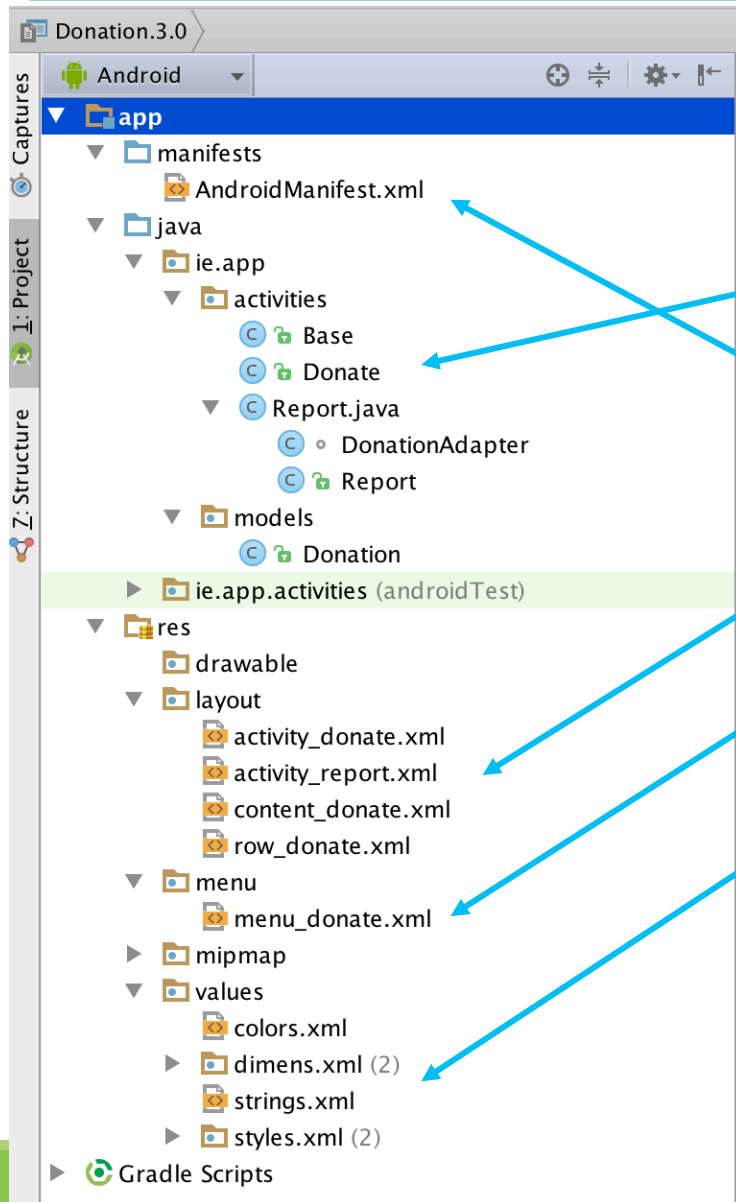 Donation.3.0
Android
Captures
1: Project
7: Structure
app
manifests
AndroidManifest.xml
java
ie.app
activities
C Base
C Donate
C Report.java
C DonationAdapter
C Report
models
C Donation
ie.app.activities (androidTest)
res
drawable
layout
activity_donate.xml
activity_report.xml
content_donate.xml
row_donate.xml
menu
menu_donate.xml
mipmap
values
colors.xml
dimens.xml (2)
strings.xml
styles.xml (2)
Gradle Scripts